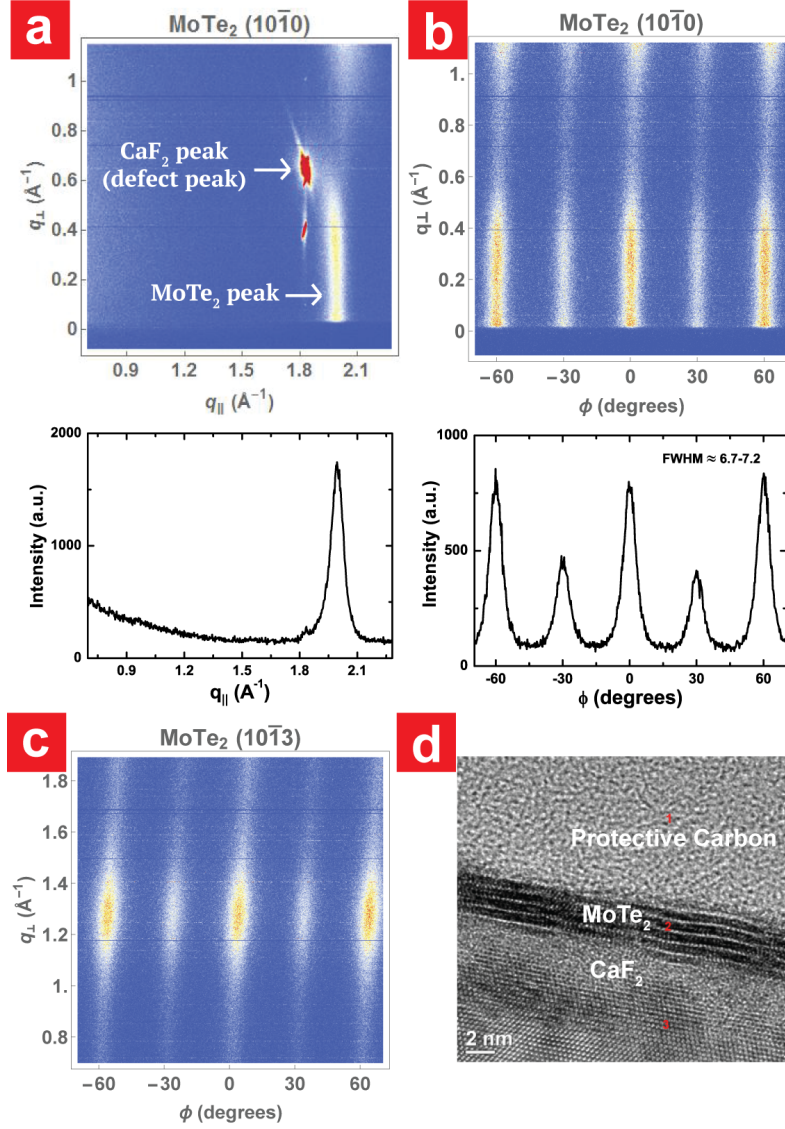 a
MoTe₂ (101̄0)
CaF₂ peak
(defect peak)
MoTe₂ peak
q⊥ (Å⁻¹)
1.
0.8
0.6
0.4
0.2
0
0.9
1.2
1.5
1.8
2.1
q|| (Å⁻¹)
2000
1000
0
Intensity (a.u.)
0.9
1.2
1.5
1.8
2.1
q|| (A⁻¹)
b
MoTe₂ (101̄0)
q⊥ (Å⁻¹)
1.
0.8
0.6
0.4
0.2
0
−60
−30
0
30
60
ϕ (degrees)
1000
500
0
Intensity (a.u.)
FWHM ≈ 6.7-7.2
-60
-30
0
30
60
ϕ (degrees)
c
MoTe₂ (101̄3)
q⊥ (Å⁻¹)
1.8
1.6
1.4
1.2
1.
0.8
−60
−30
0
30
60
ϕ (degrees)
d
1
Protective Carbon
MoTe₂
2
CaF₂
3
2 nm